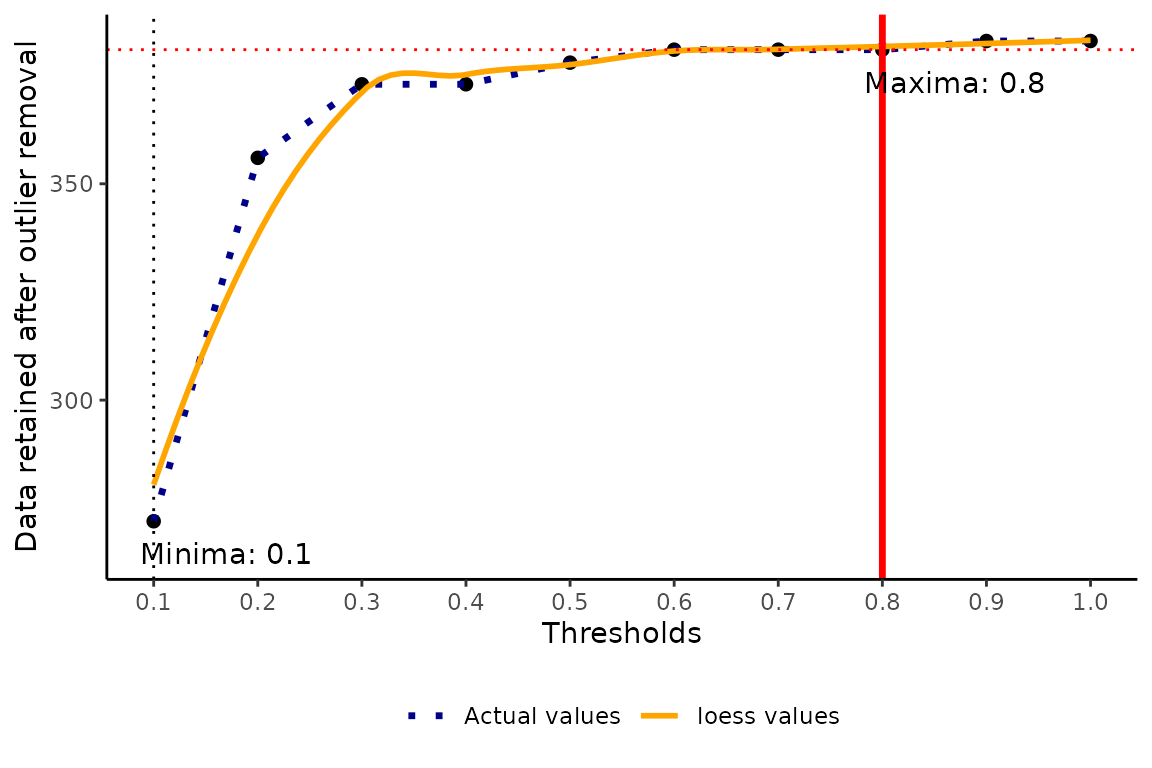 Data retained after outlier removal
350
300
Maxima: 0.8
Minima: 0.1
0.1 0.2 0.3 0.4 0.5 0.6 0.7 0.8 0.9 1.0
Thresholds
Actual values loess values